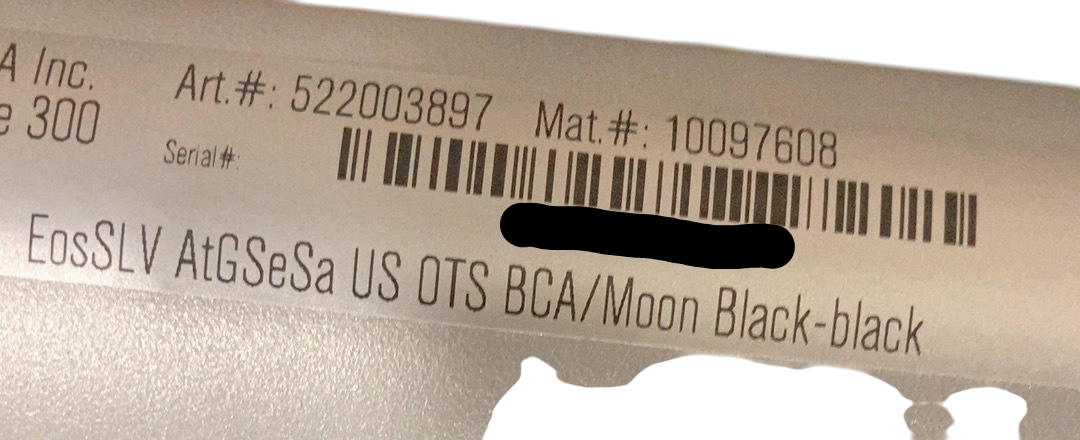 A Inc.
e 300
Art.#: 522003897 Mat.#: 10097608
Serial#:
EosSLV AtGSeSa US OTS BCA/Moon Black-black